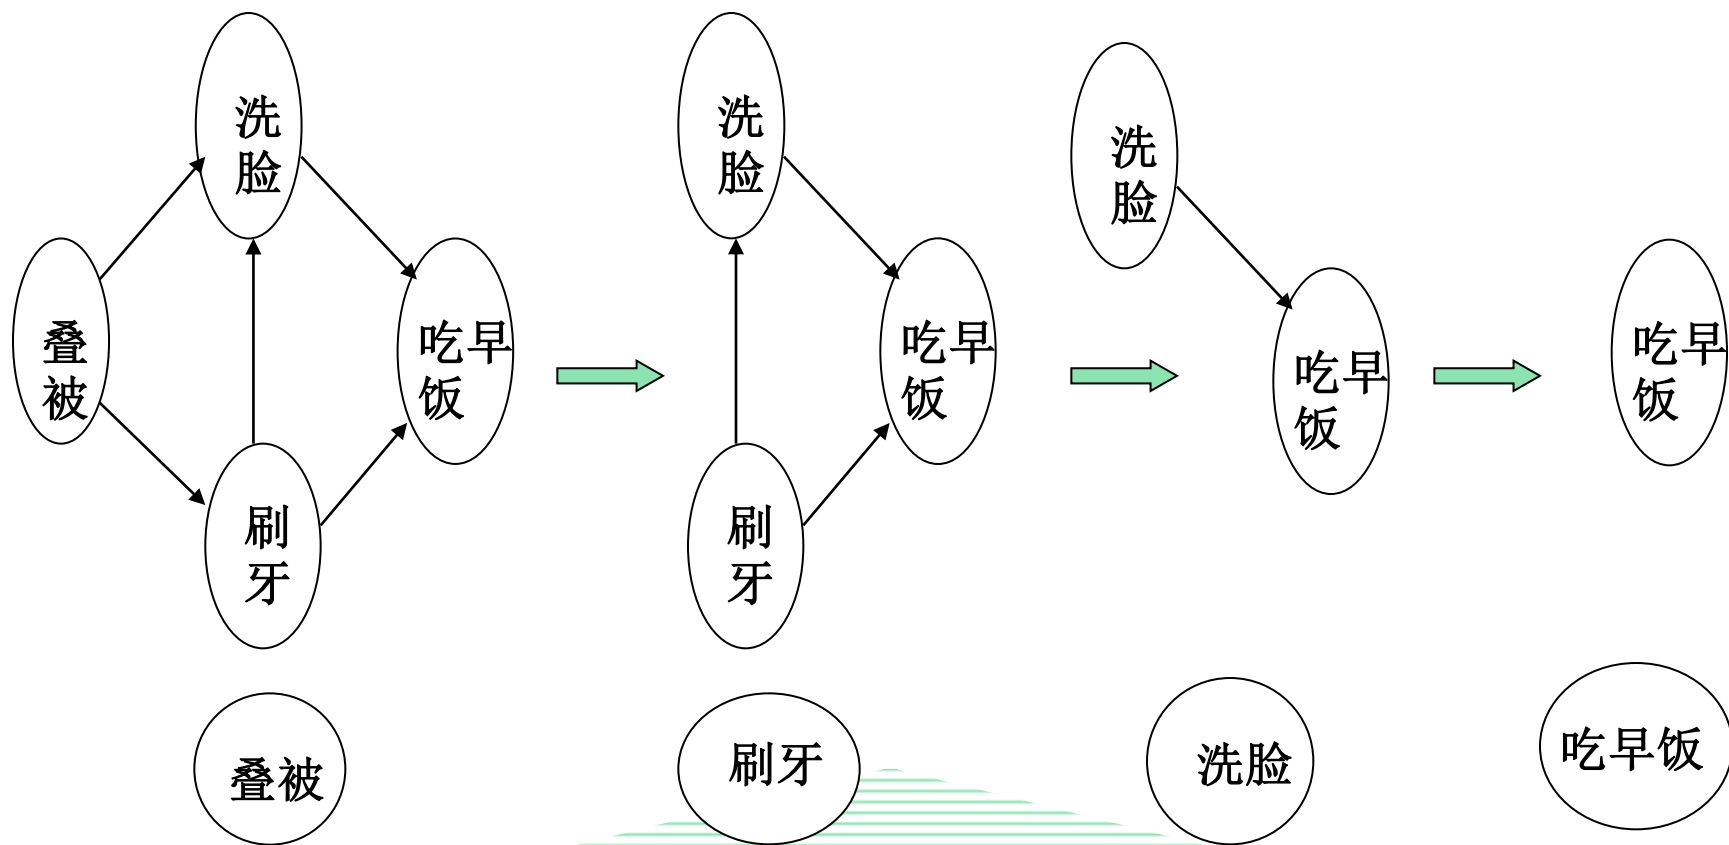 洗
脸
叠
被
吃早
饭
刷
牙
洗
脸
吃早
饭
刷
牙
洗
脸
吃早
饭
吃早
饭
叠被
刷牙
洗脸
吃早饭